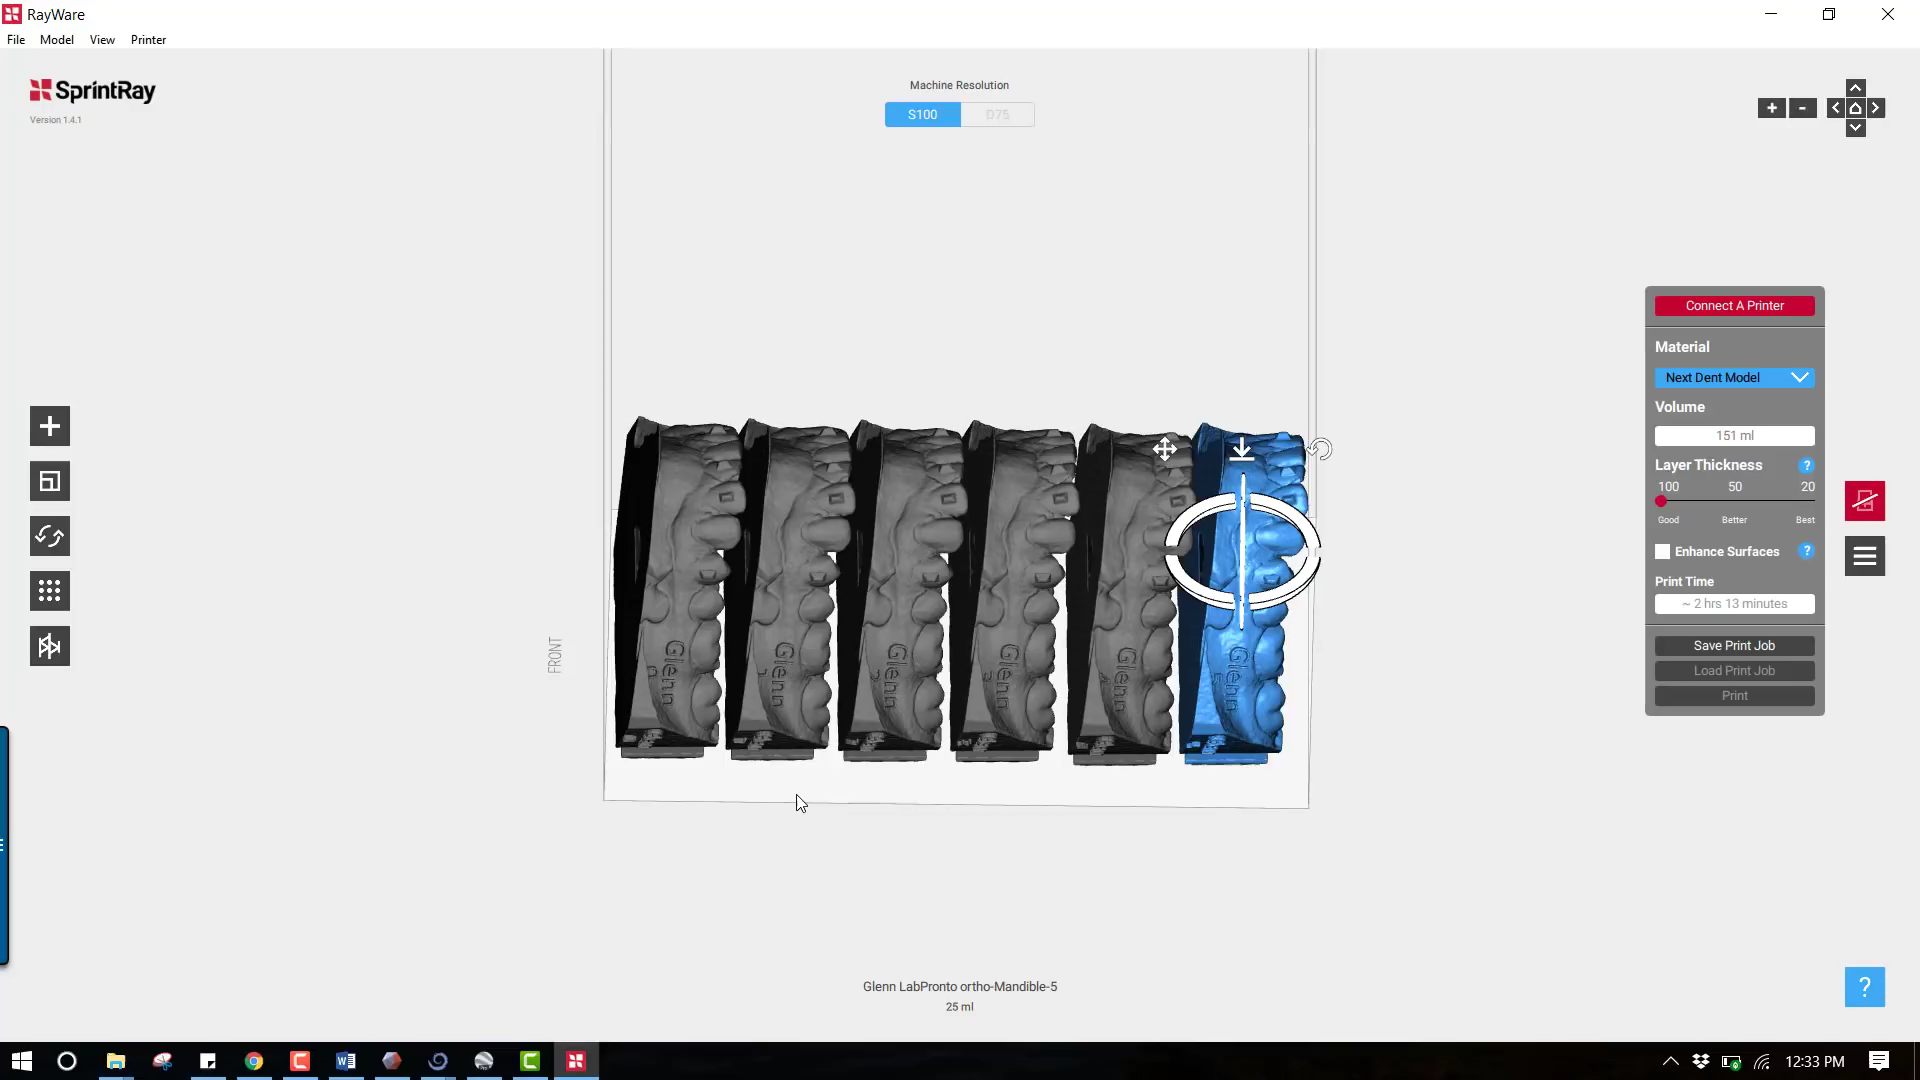 RayWare
File Model View Printer
SprintRay
Version 1.4.1
Machine Resolution
S100 D75
Connect A Printer
Material
Next Dent Model
Volume
151 ml
Layer Thickness ?
100 50 20
Good Better Best
Enhance Surfaces ?
Print Time
~ 2 hrs 13 minutes
Save Print Job
Load Print Job
Print
FRONT
Glenn
Glenn 1
Glenn 2
Glenn 3
Glenn
Glenn
Glenn LabPronto ortho-Mandible-5
25 ml
?
12:33 PM